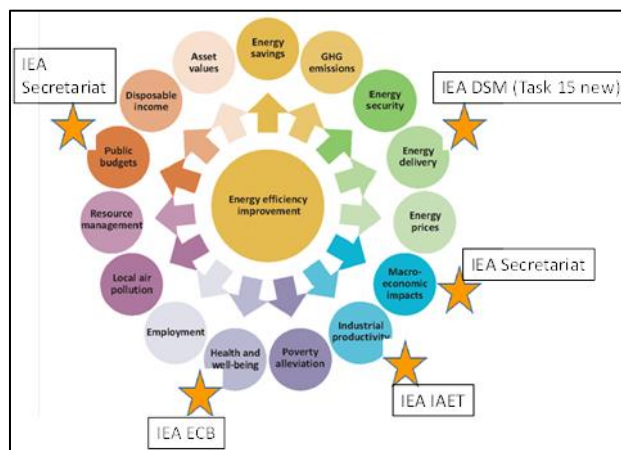 IEA
Secretariat
Asset
values
Energy
savings
GHG
emissions
Disposable
income
Energy
security
IEA DSM (Task 15 new)
Public
budgets
Energy
delivery
Energy efficiency
improvement
Resource
management
Energy
prices
Local air
pollution
Macro-
economic
impacts
IEA Secretariat
Employment
Industrial
productivity
Health and
well-being
Poverty
alleviation
IEA IAET
IEA ECB